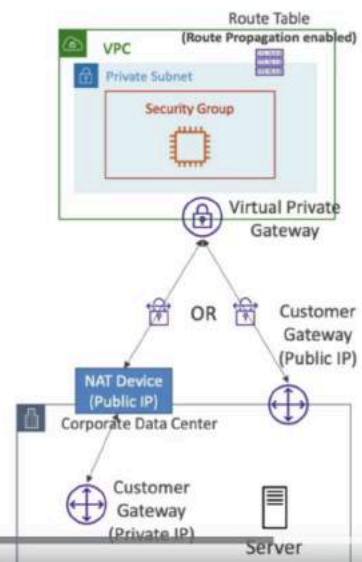 Route Table
(Route Propagation enabled)
VPC
Private Subnet
Security Group
Virtual Private
Gateway
OR
Customer
Gateway
(Public IP)
NAT Device
(Public IP)
Corporate Data Center
Customer
Gateway
(Private IP)
Server